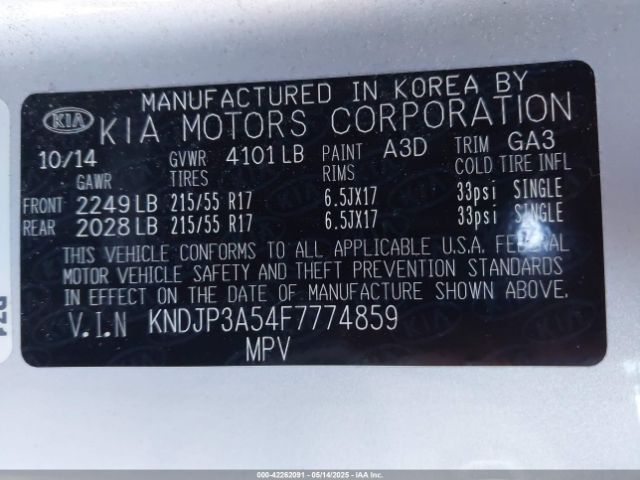 MANUFACTURED IN KOREA BY
KIA KIA MOTORS CORPORATION
10/14 GVWR 4101 LB PAINT A3D TRIM GA3
GAWR TIRES RIMS COLD TIRE INFL
FRONT 2249 LB 215/55 R17 6.5JX17 33psi SINGLE
REAR 2028 LB 215/55 R17 6.5JX17 33psi SINGLE
THIS VEHICLE CONFORMS TO ALL APPLICABLE U.S.A. FEDERAL
MOTOR VEHICLE SAFETY AND THEFT PREVENTION STANDARDS
IN EFFECT ON THE DATE OF MANUFACTURE SHOWN ABOVE.
V.I.N KNDJP3A54F7774859
MPV
000-42262091 - 05/14/2025 - IAAI.CA